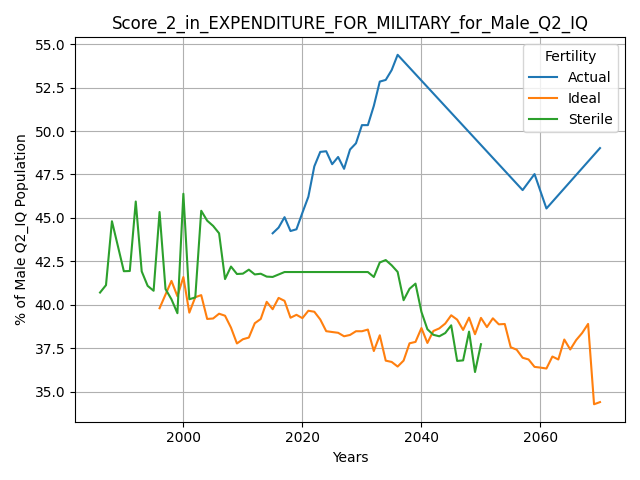 Score_2_in_EXPENDITURE_FOR_MILITARY_for_Male_Q2_IQ
% of Male Q2_IQ Population
55.0
52.5
50.0
47.5
45.0
42.5
40.0
37.5
35.0
Fertility
Actual
Ideal
Sterile
2000
2020
2040
2060
Years